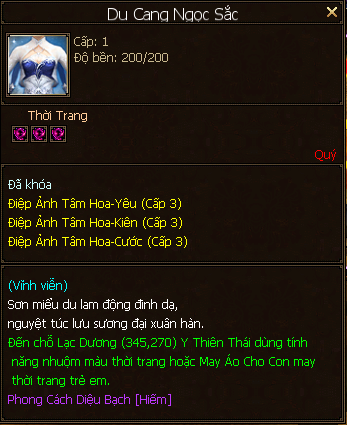 Du Cang Ngọc Sắc
Cấp: 1
Độ bền: 200/200
Thời Trang
Quý
Đã khóa
Điệp Ảnh Tâm Hoa-Yêu (Cấp 3)
Điệp Ảnh Tâm Hoa-Kiên (Cấp 3)
Điệp Ảnh Tâm Hoa-Cước (Cấp 3)
(Vĩnh viễn)
Sơn miểu du lam động đinh dạ,
nguyệt túc lưu sương đại xuân hàn.
Đến chỗ Lạc Dương (345,270) Y Thiên Thái dùng tính
năng nhuộm màu thời trang hoặc May Áo Cho Con may
thời trang trẻ em.
Phong Cách Diệu Bạch [Hiếm]